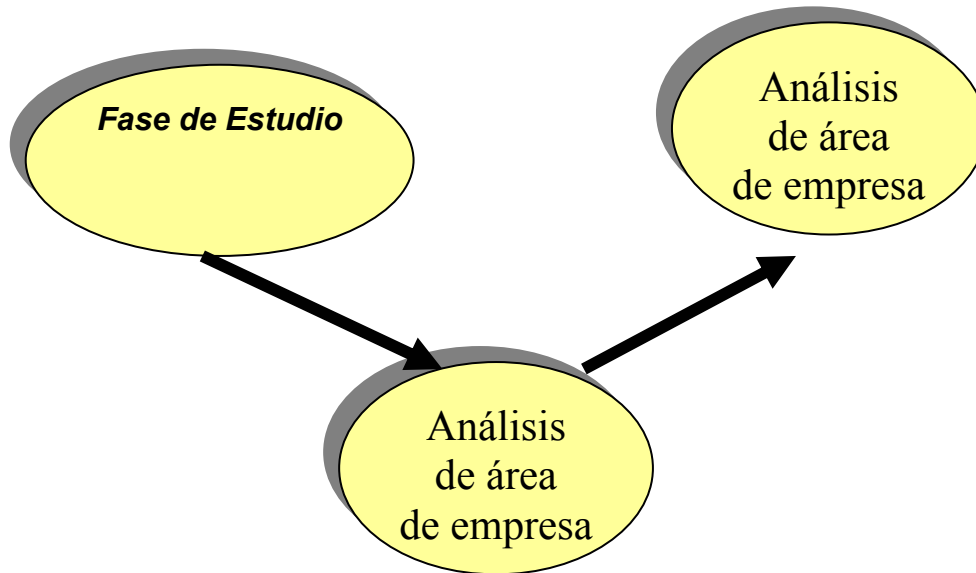 Fase de Estudio
Análisis
de área
de empresa
Análisis
de área
de empresa